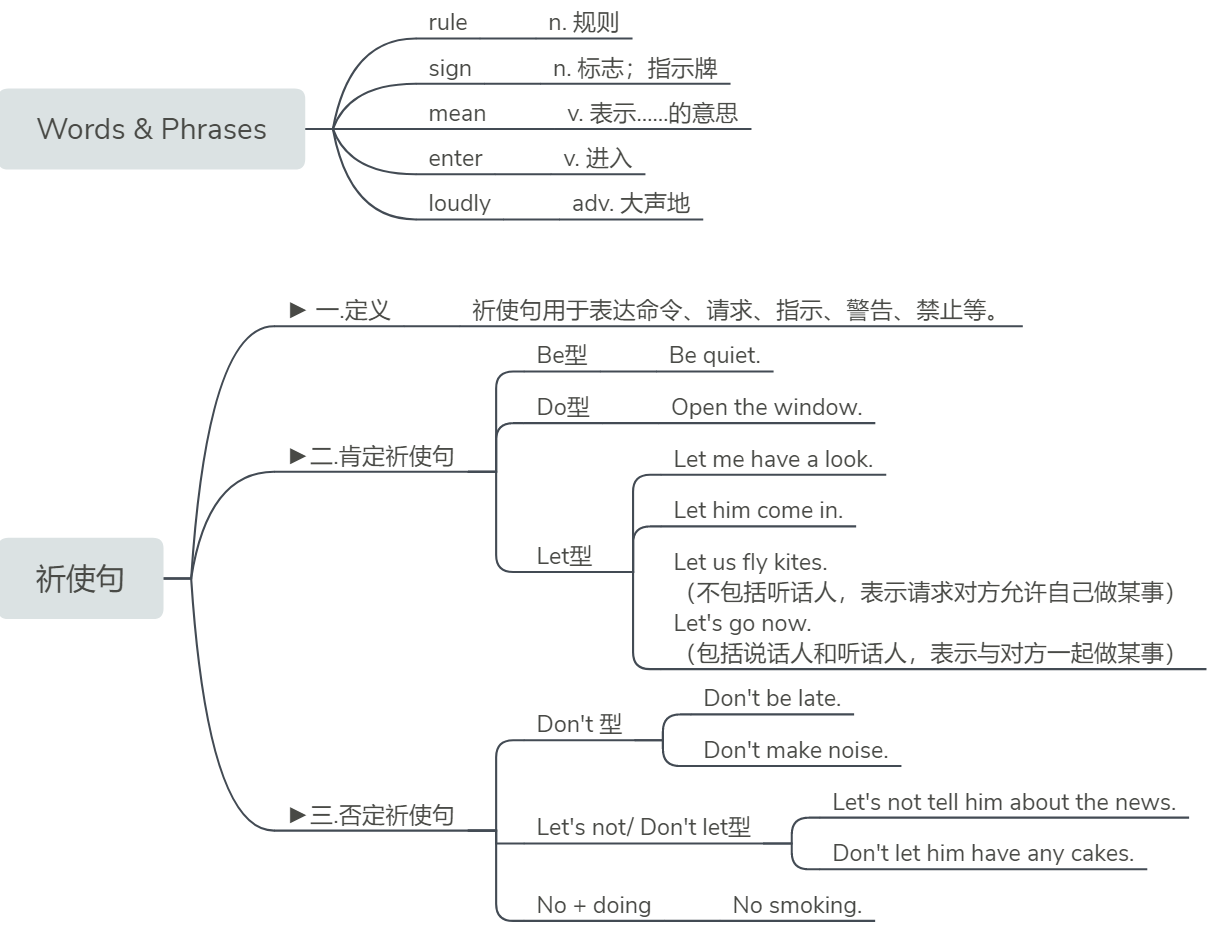 Words & Phrases
rule n. 规则
sign n. 标志；指示牌
mean v. 表示……的意思
enter v. 进入
loudly adv. 大声地
祈使句
▶ 一.定义 祈使句用于表达命令、请求、指示、警告、禁止等。
▶二.肯定祈使句
Be型 Be quiet.
Do型 Open the window.
Let型
Let me have a look.
Let him come in.
Let us fly kites.
（不包括听话人，表示请求对方允许自己做某事）
Let's go now.
（包括说话人和听话人，表示与对方一起做某事）
▶三.否定祈使句
Don't 型
Don't be late.
Don't make noise.
Let's not/ Don't let型
Let's not tell him about the news.
Don't let him have any cakes.
No + doing No smoking.